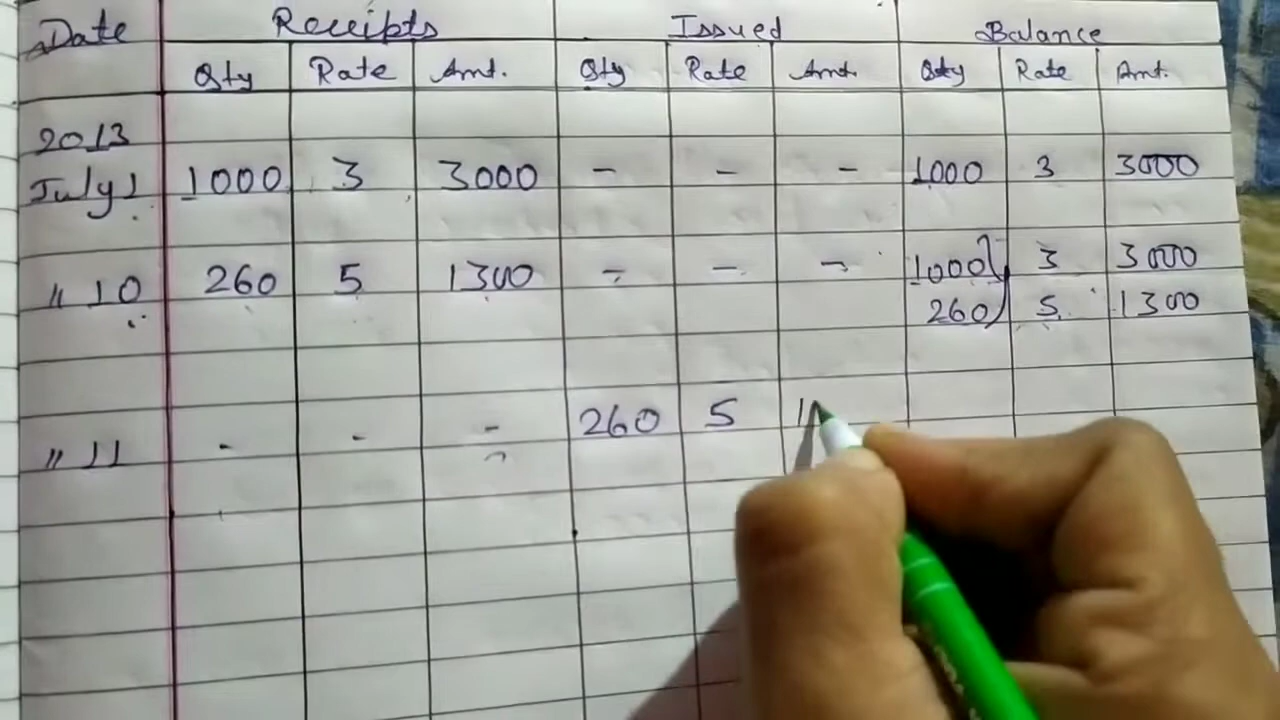 Date Receipts Issued Balance
Qty Rate Amt. Qty Rate Amt. Qty Rate Amt.
2013
July 1 1000 3 3000 - - - 1000 3 3000
" 10 260 5 1300 - - - 1000 3 3000
260 5 1300
" 11 - - - 260 5 1